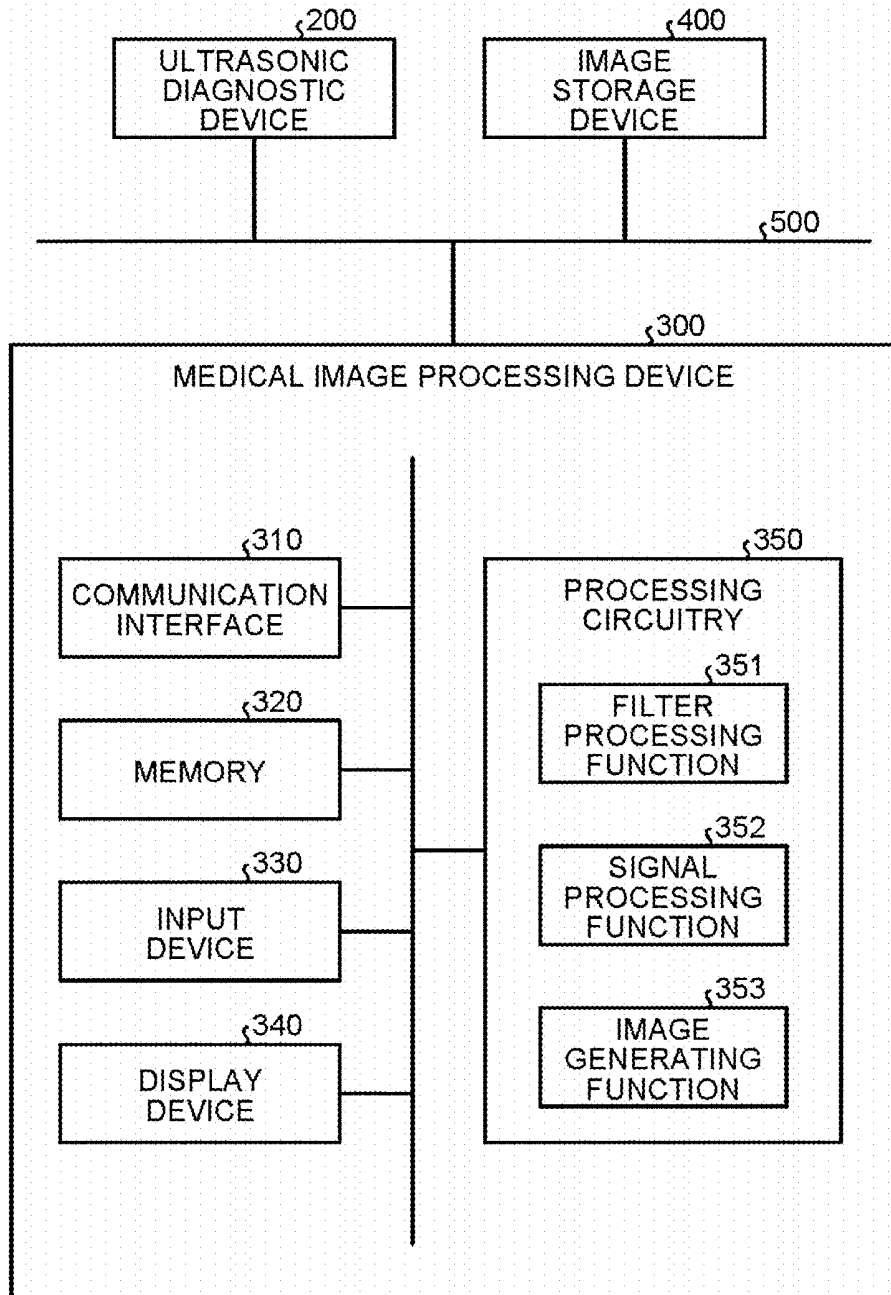 200
ULTRASONIC
DIAGNOSTIC
DEVICE
400
IMAGE
STORAGE
DEVICE
500
300
MEDICAL IMAGE PROCESSING DEVICE
310
COMMUNICATION
INTERFACE
320
MEMORY
330
INPUT
DEVICE
340
DISPLAY
DEVICE
350
PROCESSING
CIRCUITRY
351
FILTER
PROCESSING
FUNCTION
352
SIGNAL
PROCESSING
FUNCTION
353
IMAGE
GENERATING
FUNCTION